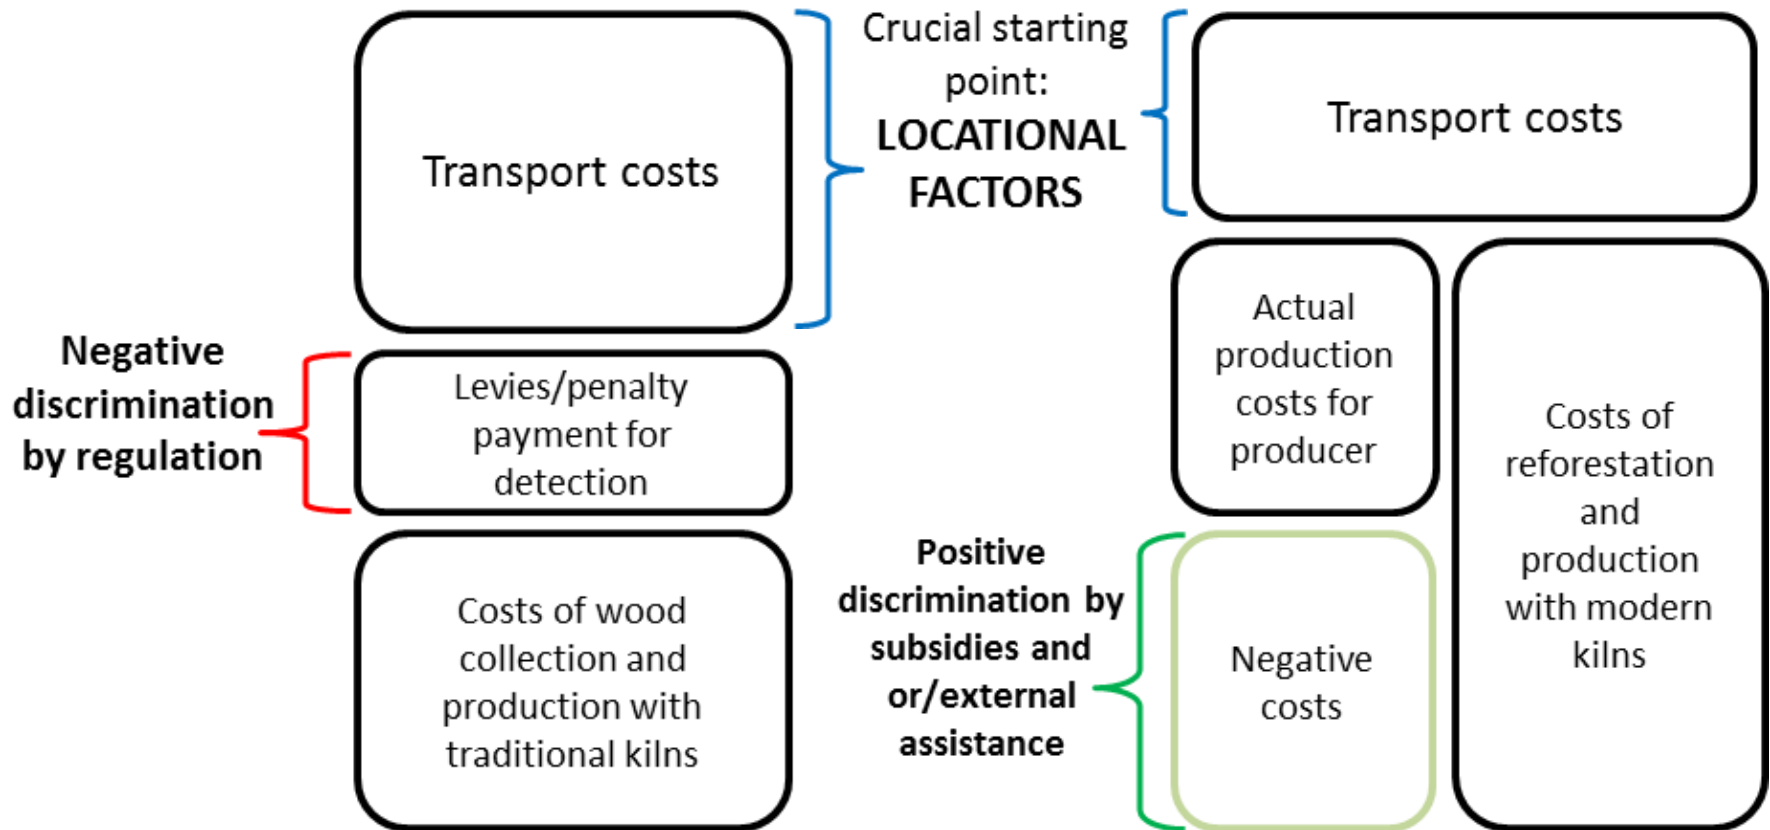 Transport costs
Crucial starting
point:
LOCATIONAL
FACTORS
Transport costs
Negative
discrimination
by regulation
Levies/penalty
payment for
detection
Actual
production
costs for
producer
Costs of
reforestation
and
production
with modern
kilns
Costs of wood
collection and
production with
traditional kilns
Positive
discrimination by
subsidies and
or/external
assistance
Negative
costs